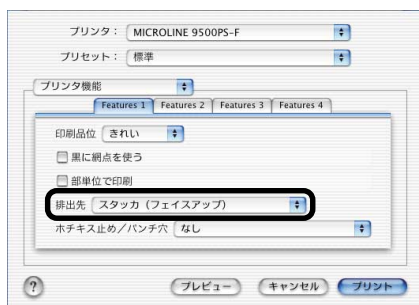 プリンタ： MICROLINE 9500PS-F
プリセット： 標準
プリンタ機能
Features 1 Features 2 Features 3 Features 4
印刷品位 きれい
黒に網点を使う
部単位で印刷
排出先 スタッカ（フェイスアップ）
ホチキス止め／パンチ穴 なし
? プレビュー キャンセル プリント